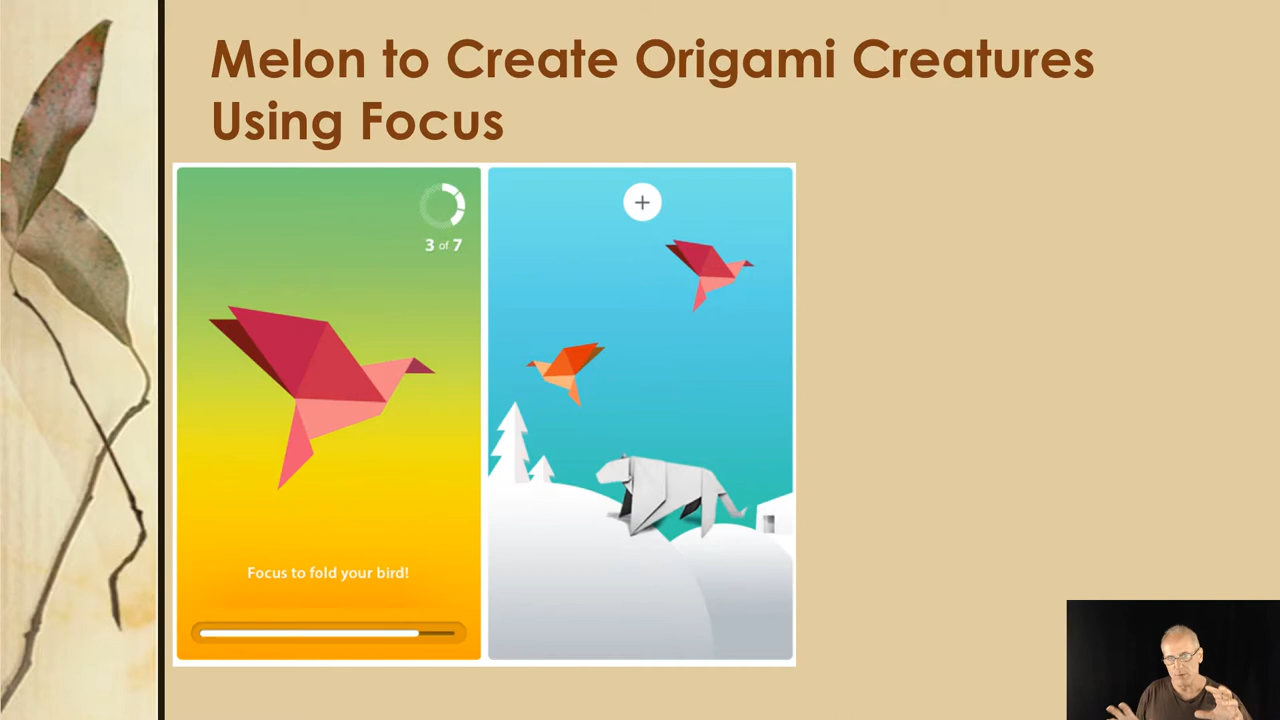 Melon to Create Origami Creatures
Using Focus
3 of 7
+
Focus to fold your bird!